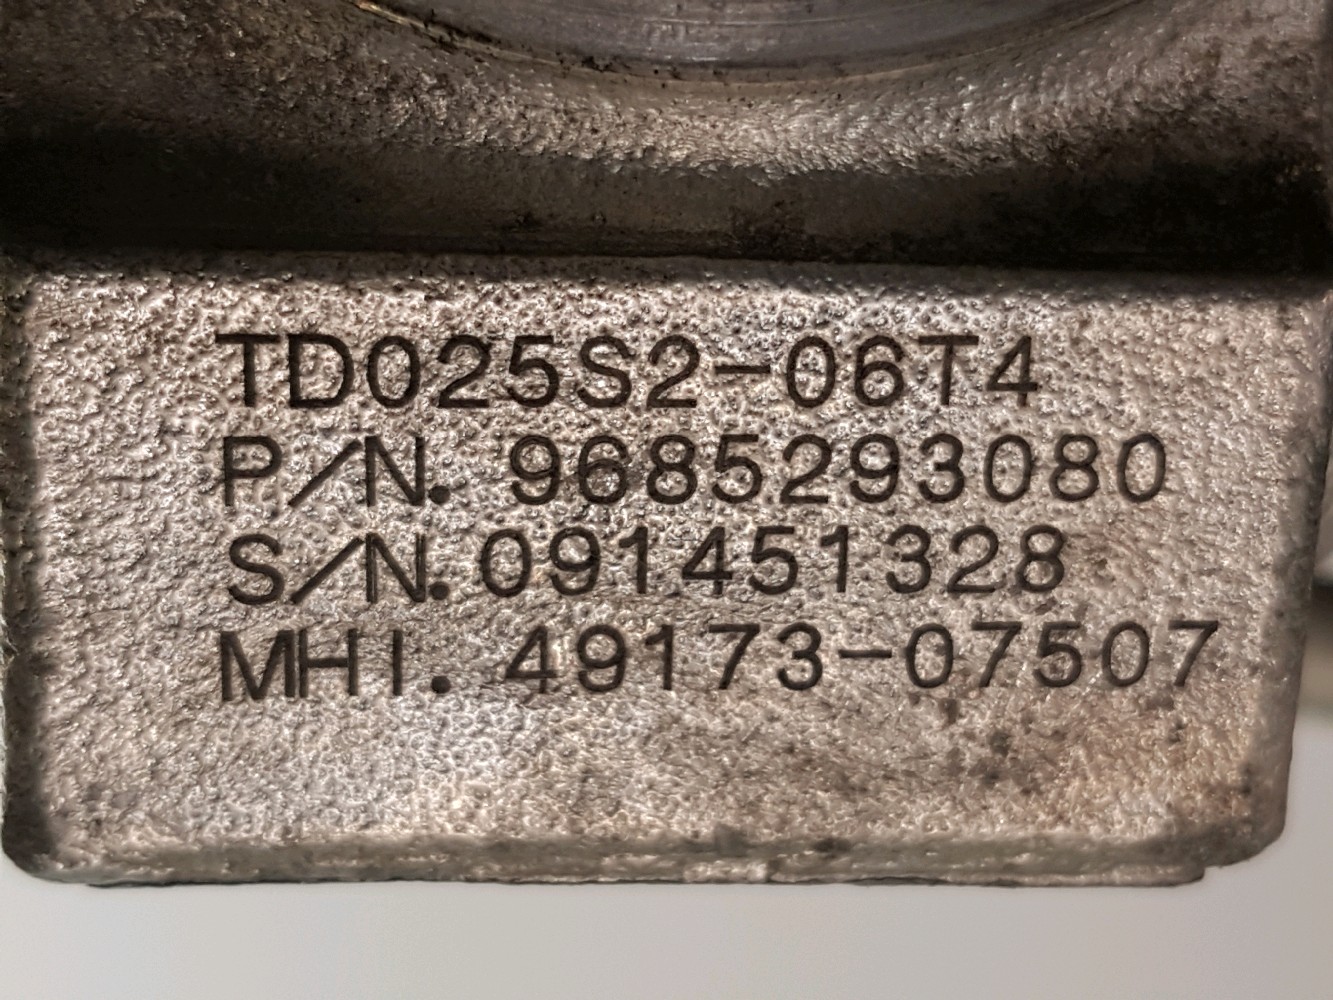 TD025S2-06T4
P/N. 9685293080
S/N.091451328
MHI. 49173-07507